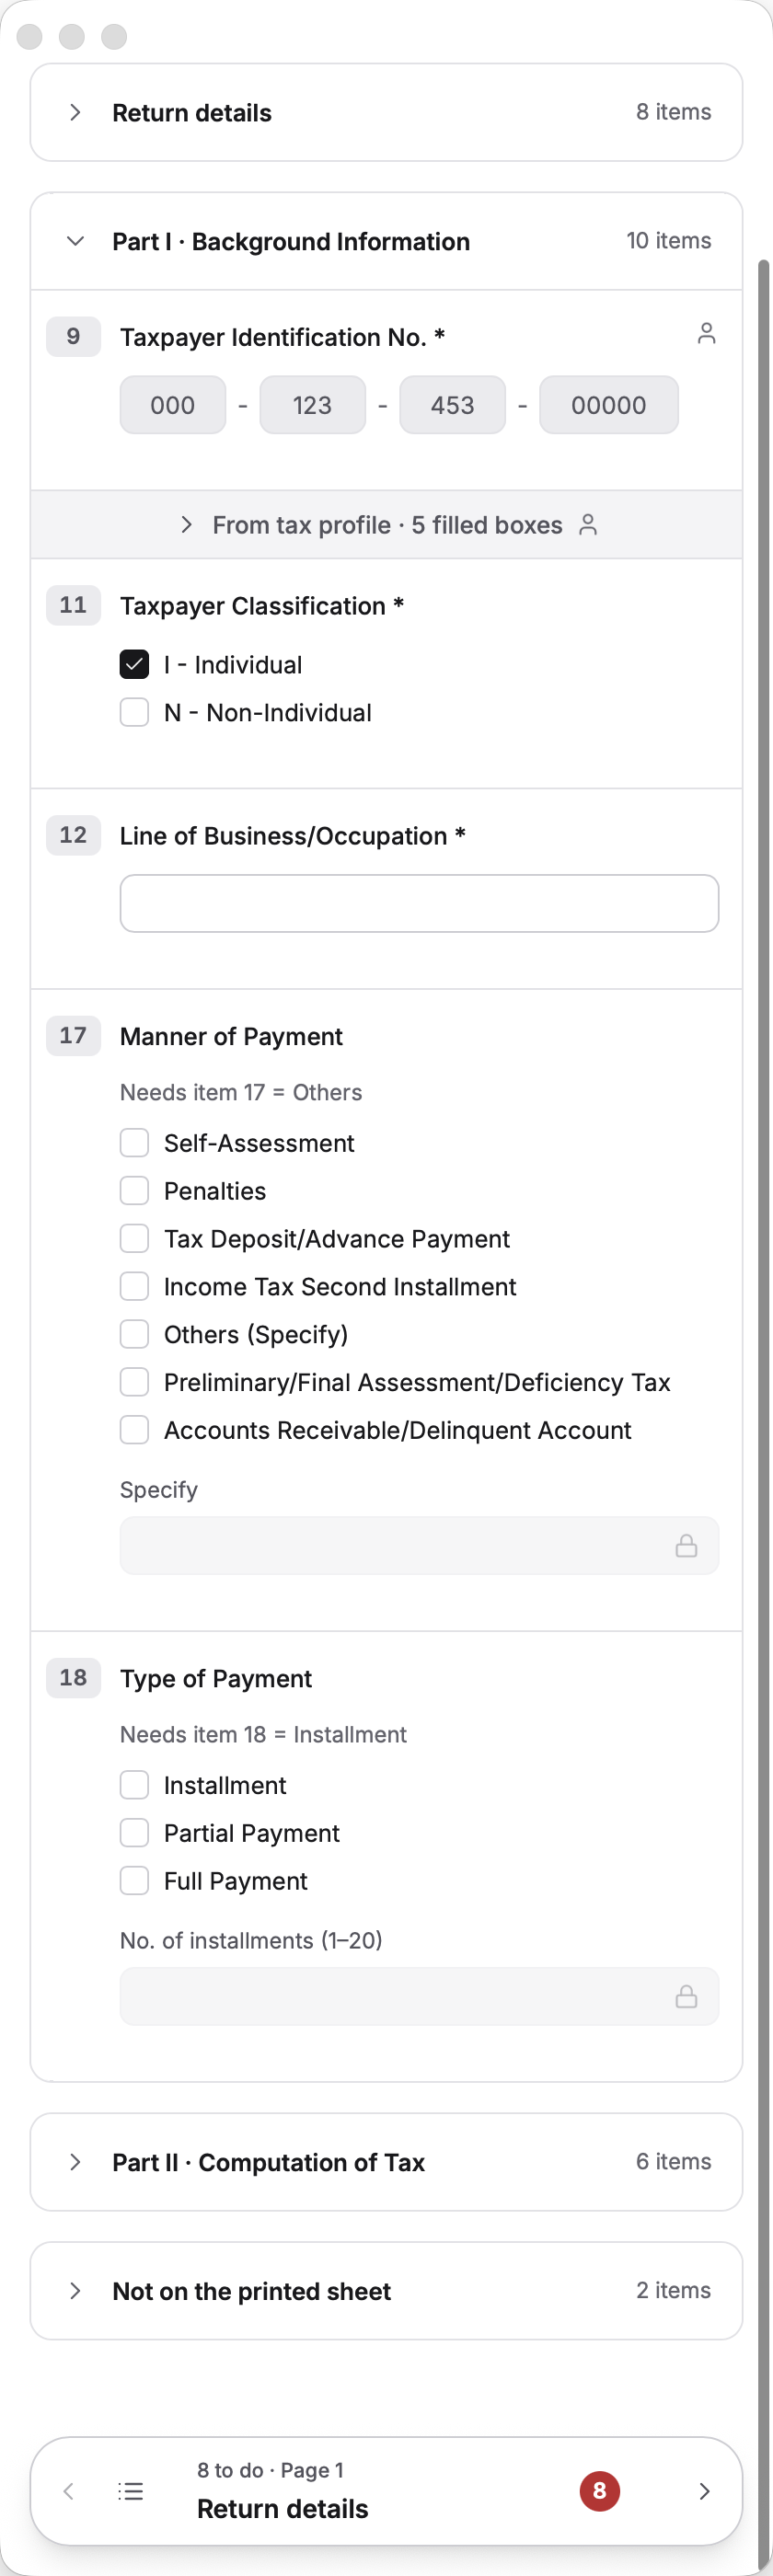 Return details 8 items
Part I · Background Information 10 items
9 Taxpayer Identification No. *
000 - 123 - 453 - 00000
From tax profile · 5 filled boxes
11 Taxpayer Classification *
I - Individual
N - Non-Individual
12 Line of Business/Occupation *
17 Manner of Payment
Needs item 17 = Others
Self-Assessment
Penalties
Tax Deposit/Advance Payment
Income Tax Second Installment
Others (Specify)
Preliminary/Final Assessment/Deficiency Tax
Accounts Receivable/Delinquent Account
Specify
18 Type of Payment
Needs item 18 = Installment
Installment
Partial Payment
Full Payment
No. of installments (1–20)
Part II · Computation of Tax 6 items
Not on the printed sheet 2 items
8 to do · Page 1
Return details 8